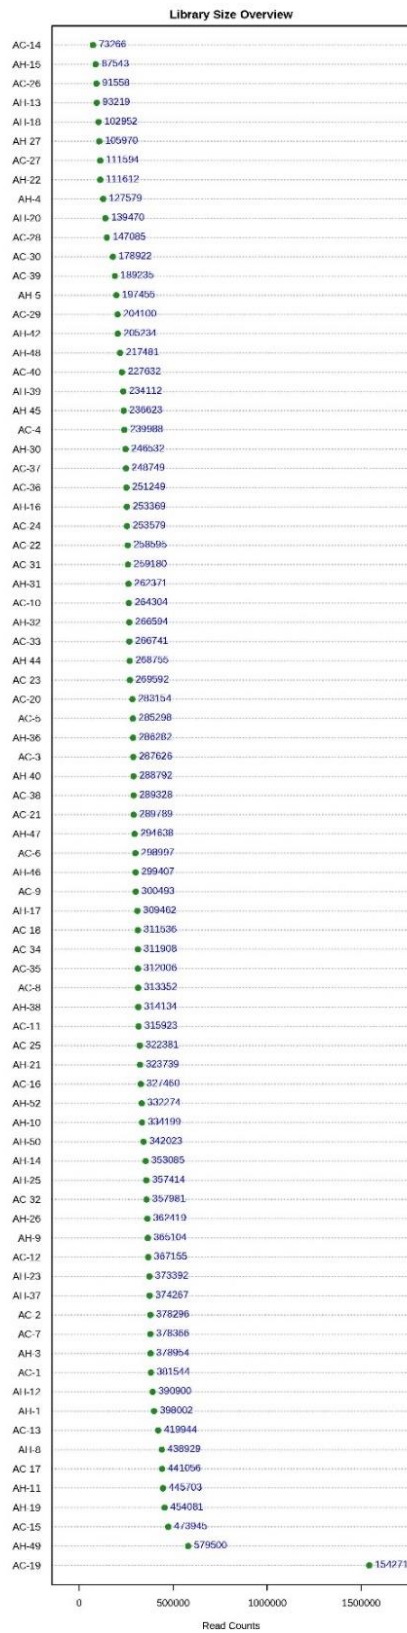 Library Size Overview
AC-14 73266
AH-15 87543
AC-26 91558
AH-13 93219
AH-18 102952
AH 27 105970
AC-27 111594
AH-22 111612
AH-4 127579
AH-20 139470
AC-28 147085
AC 30 178922
AC 39 189235
AH 5 197455
AC-29 204100
AH-42 205234
AH-48 217481
AC-40 227632
AH-39 234112
AH 45 236623
AC-4 239988
AH-30 246532
AC-37 248749
AC-36 251249
AH-16 253369
AC 24 253579
AC-22 258595
AC 31 259180
AH-31 262371
AC-10 264304
AH-32 266594
AC-33 266741
AH 44 268755
AC 23 269592
AC-20 283154
AC-5 285298
AH-36 286282
AC-3 287626
AH 40 288792
AC-38 289328
AC-21 289789
AH-47 294638
AC-6 298997
AH-46 299407
AC-9 300493
AH-17 309462
AC 18 311536
AC 34 311908
AC-35 312006
AC-8 313352
AH-38 314134
AC-11 315923
AC 25 322381
AH-21 323739
AC-16 327460
AH-52 332274
AH-10 334199
AH-50 342023
AH-14 353085
AH-25 357414
AC 32 357981
AH-26 362419
AH-9 365104
AC-12 367155
AH-23 373392
AH-37 374267
AC 2 378296
AC-7 378366
AH-3 378954
AC-1 381544
AH-12 390900
AH-1 398002
AC-13 419944
AH-8 438929
AC 17 441056
AH-11 445703
AH-19 454081
AC-15 473945
AH-49 579500
AC-19 154271
0 500000 1000000 1500000
Read Counts